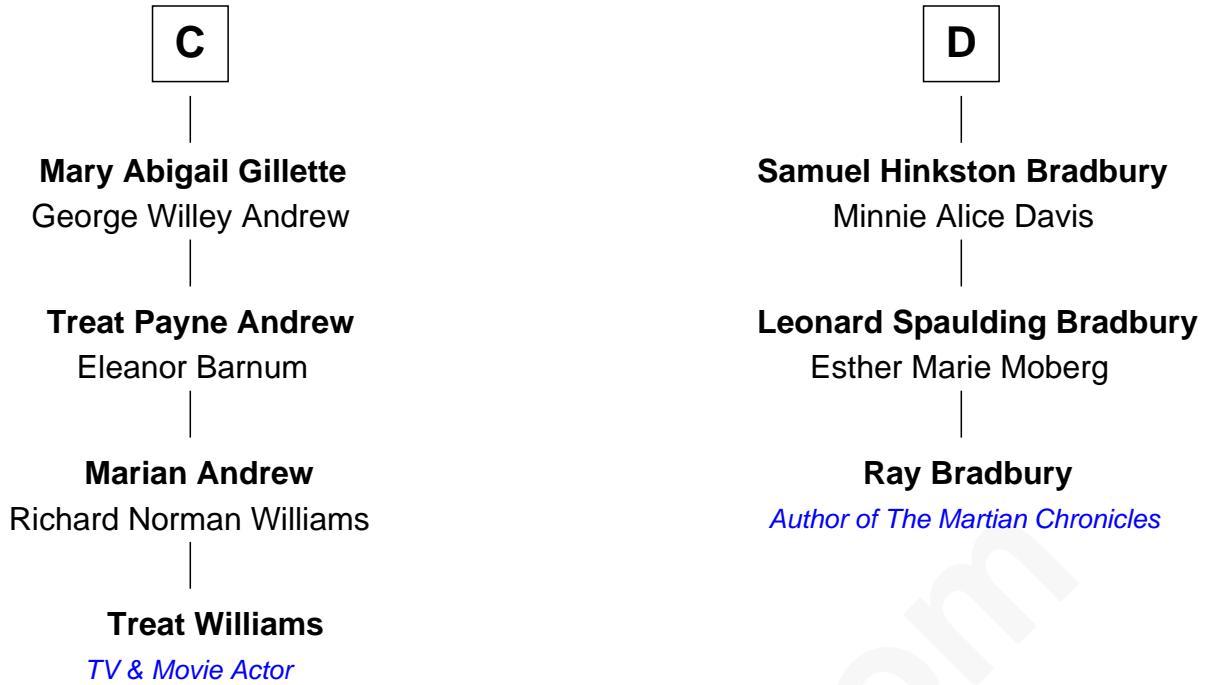 C
Mary Abigail Gillette
George Willey Andrew
Treat Payne Andrew
Eleanor Barnum
Marian Andrew
Richard Norman Williams
Treat Williams
TV & Movie Actor
D
Samuel Hinkston Bradbury
Minnie Alice Davis
Leonard Spaulding Bradbury
Esther Marie Moberg
Ray Bradbury
Author of The Martian Chronicles
om